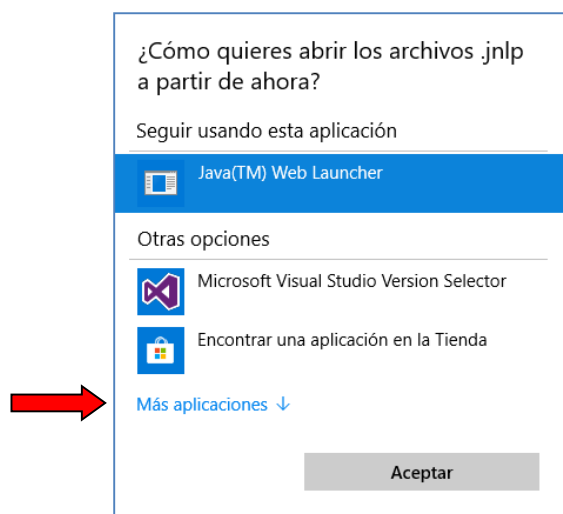 ¿Cómo quieres abrir los archivos .jnlp
a partir de ahora?
Seguir usando esta aplicación
Java(TM) Web Launcher
Otras opciones
Microsoft Visual Studio Version Selector
Encontrar una aplicación en la Tienda
Más aplicaciones ↓
Aceptar